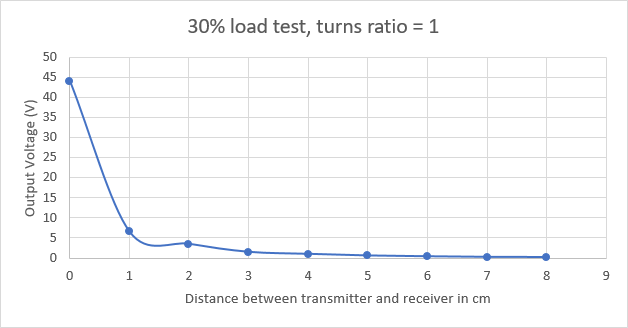 30% load test, turns ratio = 1
Output Voltage (V)
50
45
40
35
30
25
20
15
10
5
0
0 1 2 3 4 5 6 7 8 9
Distance between transmitter and receiver in cm